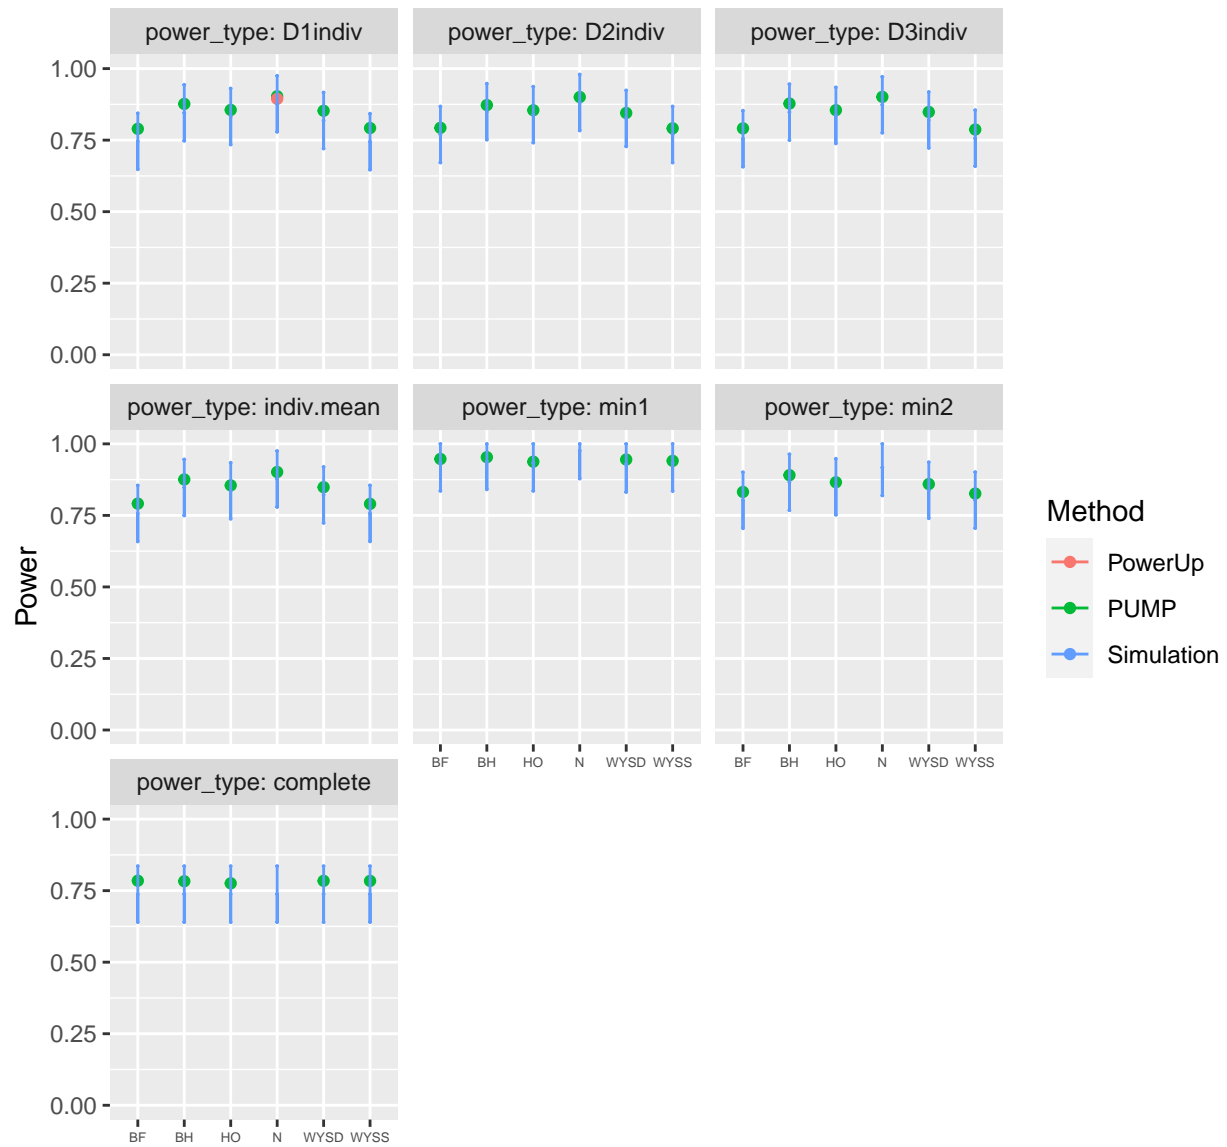 power_type: D1indiv power_type: D2indiv power_type: D3indiv
1.00
0.75
0.50
0.25
0.00
power_type: indiv.mean power_type: min1 power_type: min2
1.00
0.75
0.50
0.25
0.00
BF BH HO N WYSD WYSS BF BH HO N WYSD WYSS
power_type: complete
1.00
0.75
0.50
0.25
0.00
BF BH HO N WYSD WYSS
Power
Method
PowerUp
PUMP
Simulation